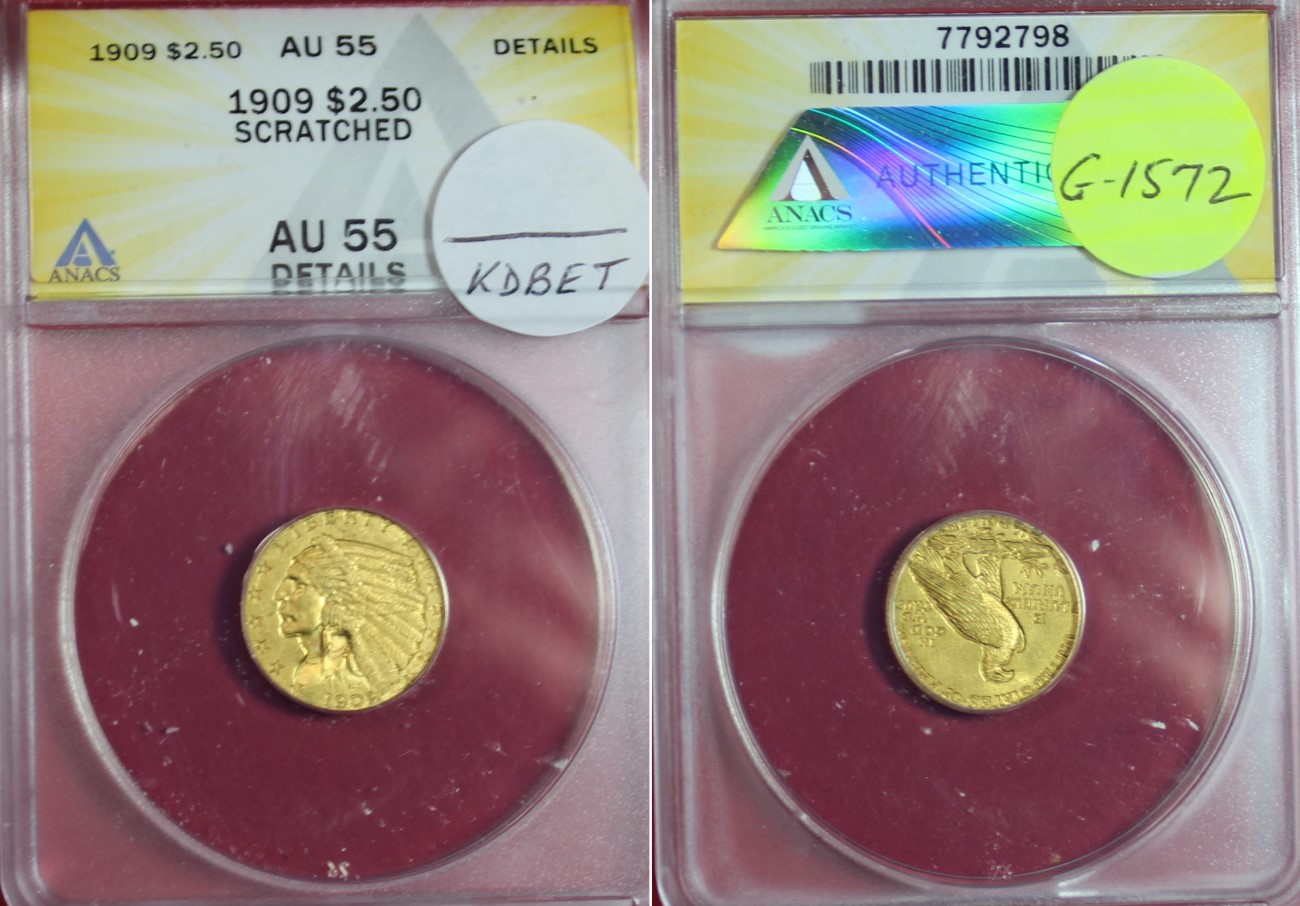 1909 $2.50 AU 55 DETAILS
1909 $2.50
SCRATCHED
AU 55
DETAILS
ANACS
KDBET
LIBERTY
7792798
AUTHENTIC
ANACS
G-1572